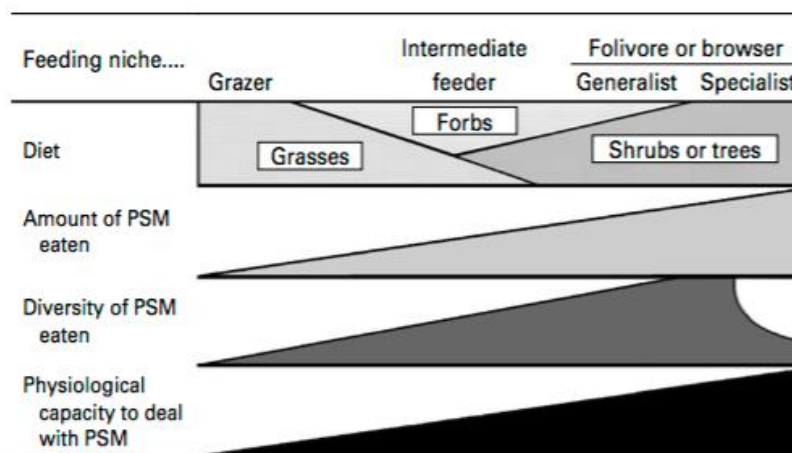 Feeding niche....
Grazer
Intermediate
feeder
Folivore or browser
Generalist Specialist
Diet
Grasses
Forbs
Shrubs or trees
Amount of PSM
eaten
Diversity of PSM
eaten
Physiological
capacity to deal
with PSM